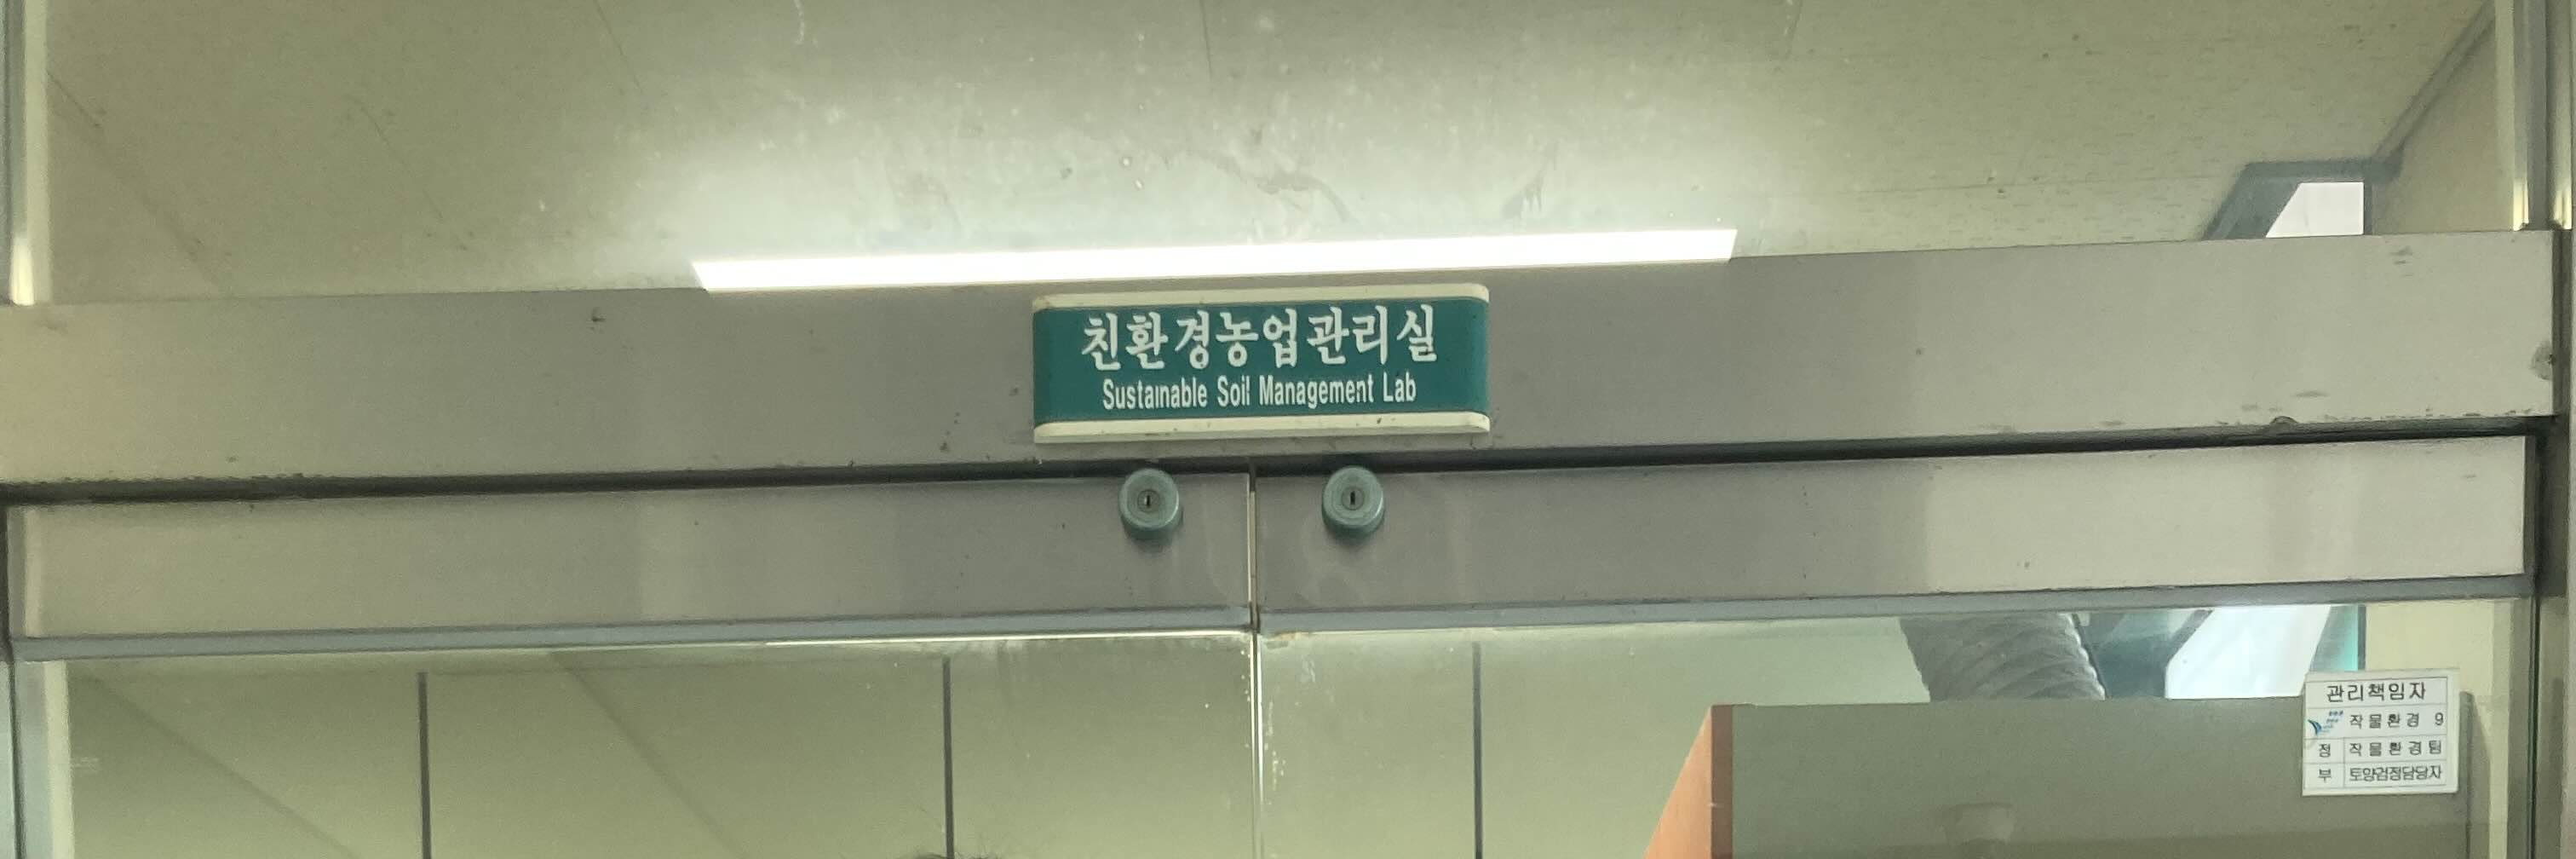 친환경농업관리실
Sustainable Soil Management Lab
관리책임자
작물환경 9
정 작물환경팀
부 토양검정담당자